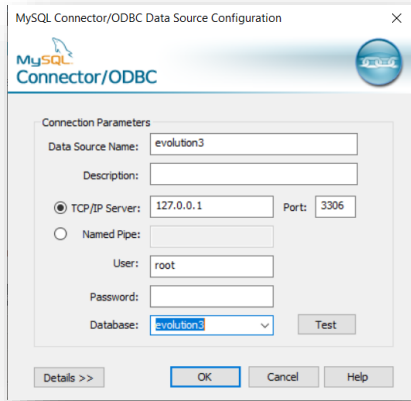 MySQL Connector/ODBC Data Source Configuration
MySQL
Connector/ODBC
Connection Parameters
Data Source Name: evolution3
Description:
TCP/IP Server: 127.0.0.1 Port: 3306
Named Pipe:
User: root
Password:
Database: evolution3 Test
Details >> OK Cancel Help